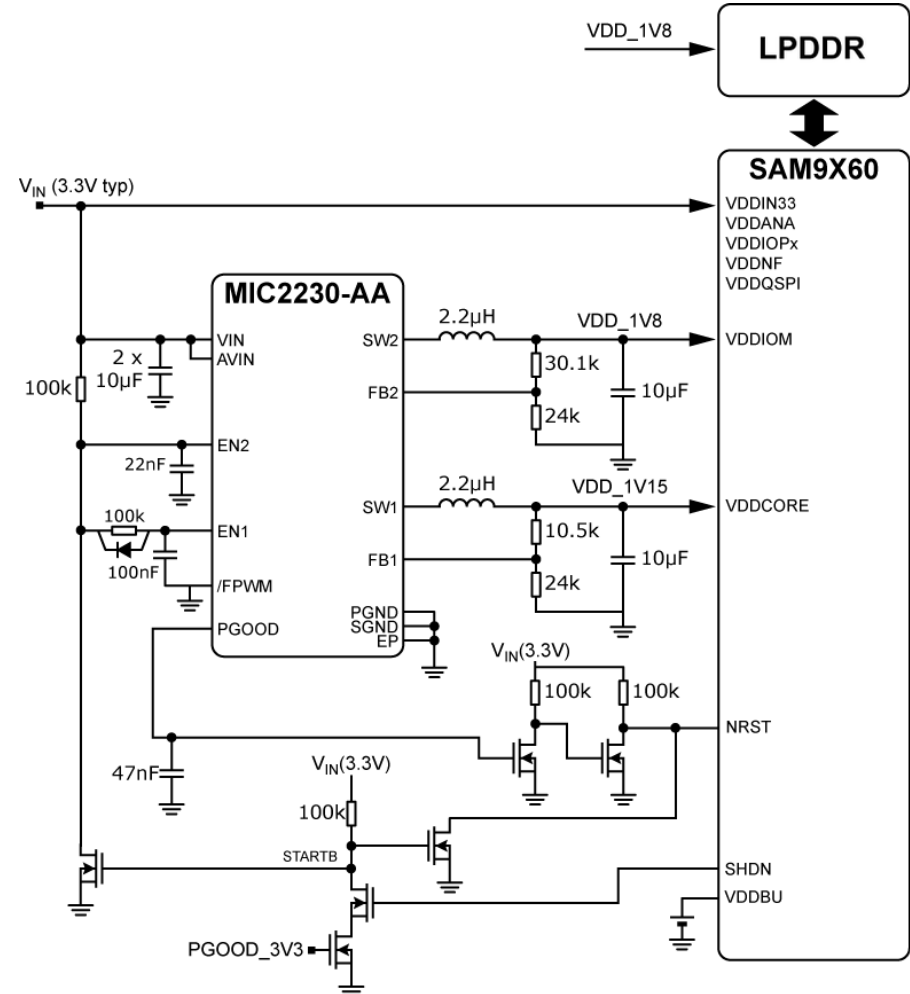 VDD_1V8
LPDDR
SAM9X60
VIN (3.3V typ)
VDDIN33
VDDANA
VDDIOPx
VDDNF
VDDQSPI
MIC2230-AA
2.2µH
VDD_1V8
VIN
SW2
VDDIOM
AVIN
2 x
10µF
30.1k
100k
FB2
10µF
24k
EN2
22nF
2.2µH
VDD_1V15
100k
SW1
VDDCORE
EN1
10.5k
100nF
FB1
10µF
/FPWM
24k
PGND
SGND
EP
PGOOD
VIN(3.3V)
100k
100k
NRST
47nF
VIN(3.3V)
100k
STARTB
SHDN
VDDBU
PGOOD_3V3